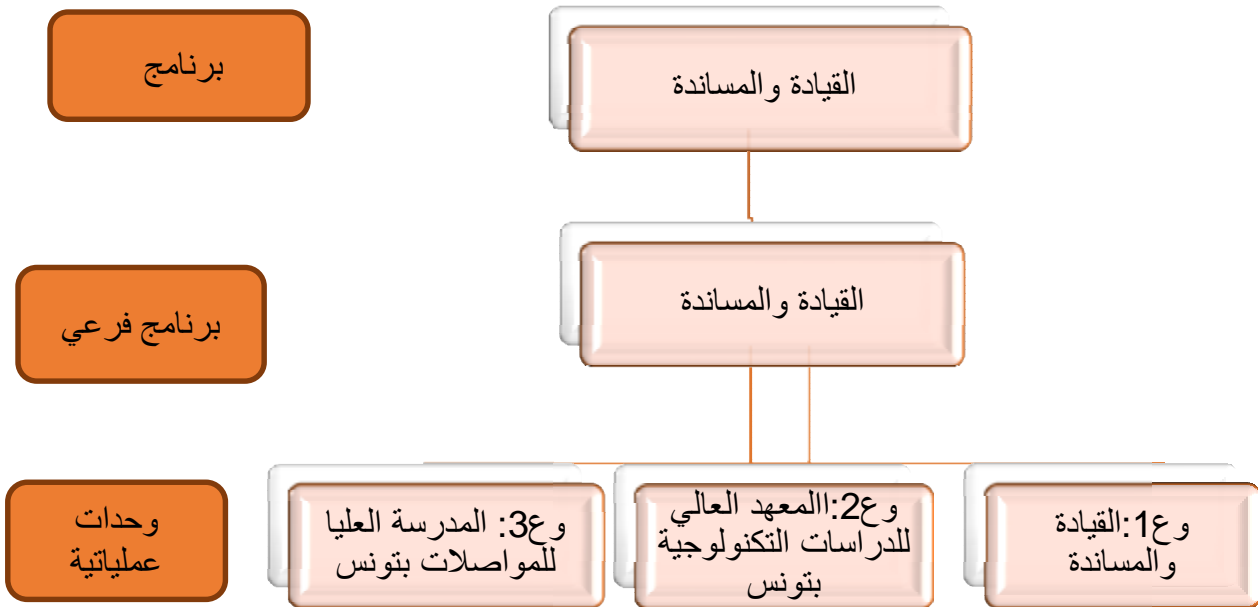 برنامج
القيادة والمساندة
برنامج فرعي
القيادة والمساندة
وحدات
عملياتية
وع1:القيادة
والمساندة
وع2:االمعهد العالي
للدراسات التكنولوجية
بتونس
وع3: المدرسة العليا
للمواصلات بتونس